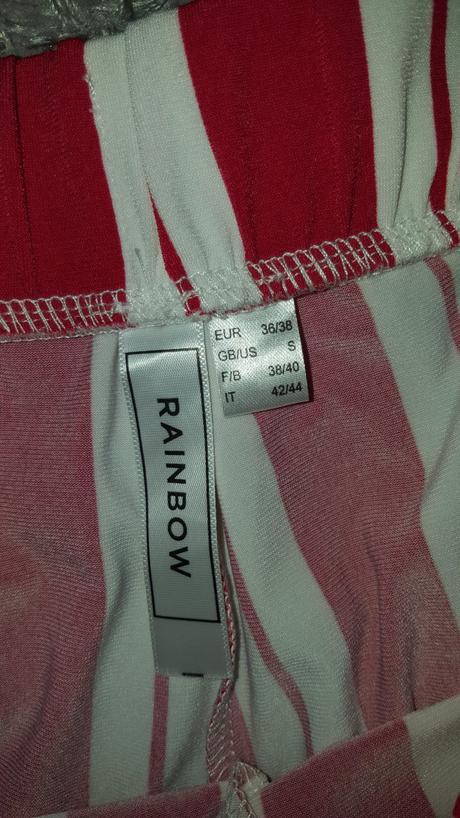 EUR 36/38
GB/US S
F/B 38/40
IT 42/44
RAINBOW